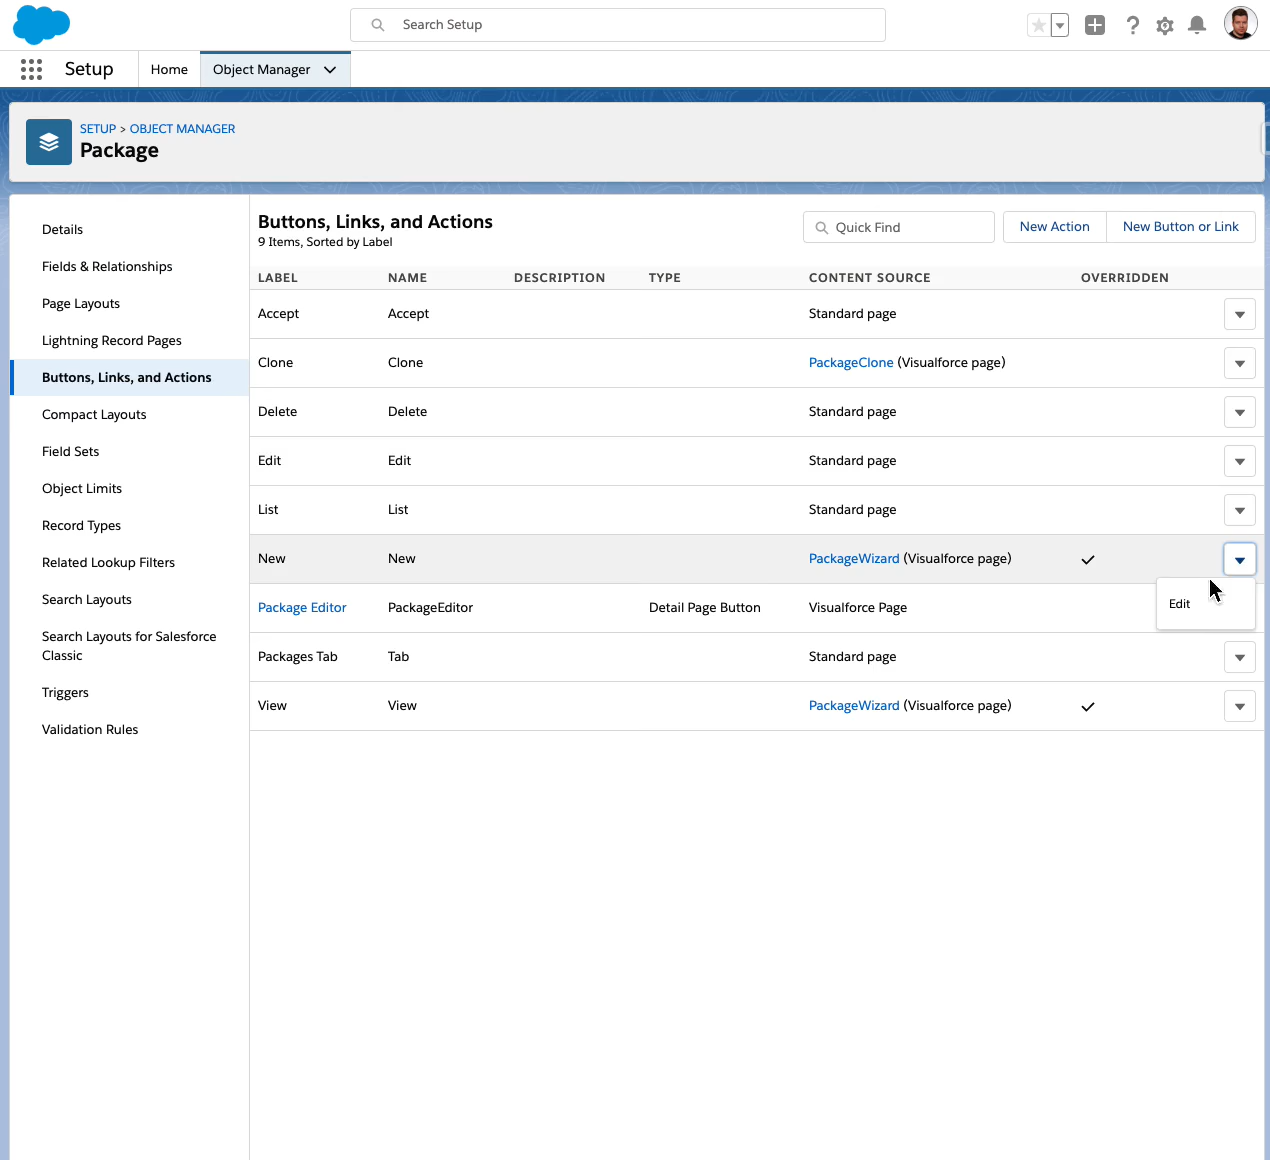 Search Setup
Setup
Home
Object Manager
SETUP > OBJECT MANAGER
Package
Details
Fields & Relationships
Page Layouts
Lightning Record Pages
Buttons, Links, and Actions
Compact Layouts
Field Sets
Object Limits
Record Types
Related Lookup Filters
Search Layouts
Search Layouts for Salesforce
Classic
Triggers
Validation Rules
Buttons, Links, and Actions
9 Items, Sorted by Label
Quick Find
New Action
New Button or Link
LABEL NAME DESCRIPTION TYPE CONTENT SOURCE OVERRIDDEN
Accept Accept Standard page
Clone Clone PackageClone (Visualforce page)
Delete Delete Standard page
Edit Edit Standard page
List List Standard page
New New PackageWizard (Visualforce page)
Edit
Package Editor PackageEditor Detail Page Button Visualforce Page
Packages Tab Tab Standard page
View View PackageWizard (Visualforce page)